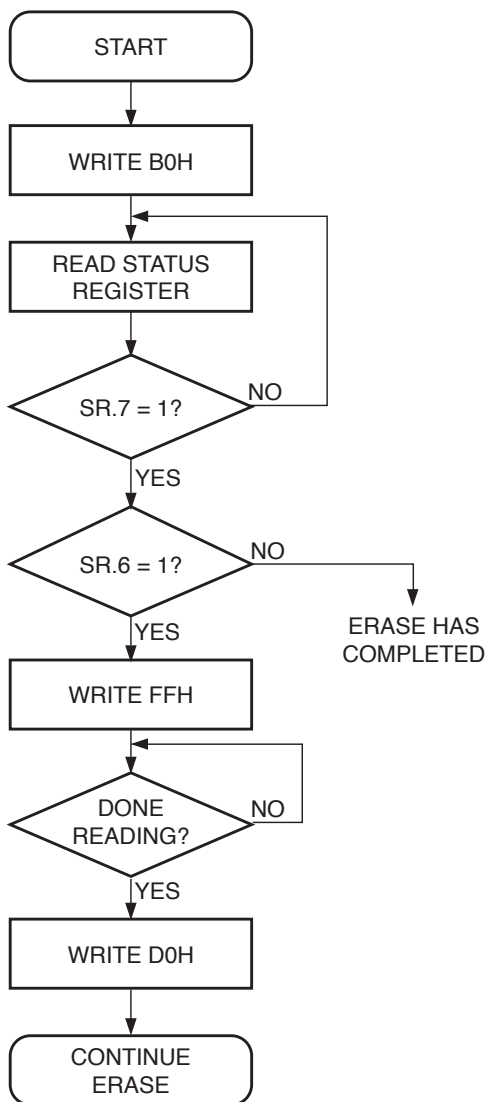 START
WRITE B0H
READ STATUS
REGISTER
SR.7 = 1?
NO
YES
SR.6 = 1?
NO
YES
ERASE HAS
COMPLETED
WRITE FFH
DONE
READING?
NO
YES
WRITE D0H
CONTINUE
ERASE